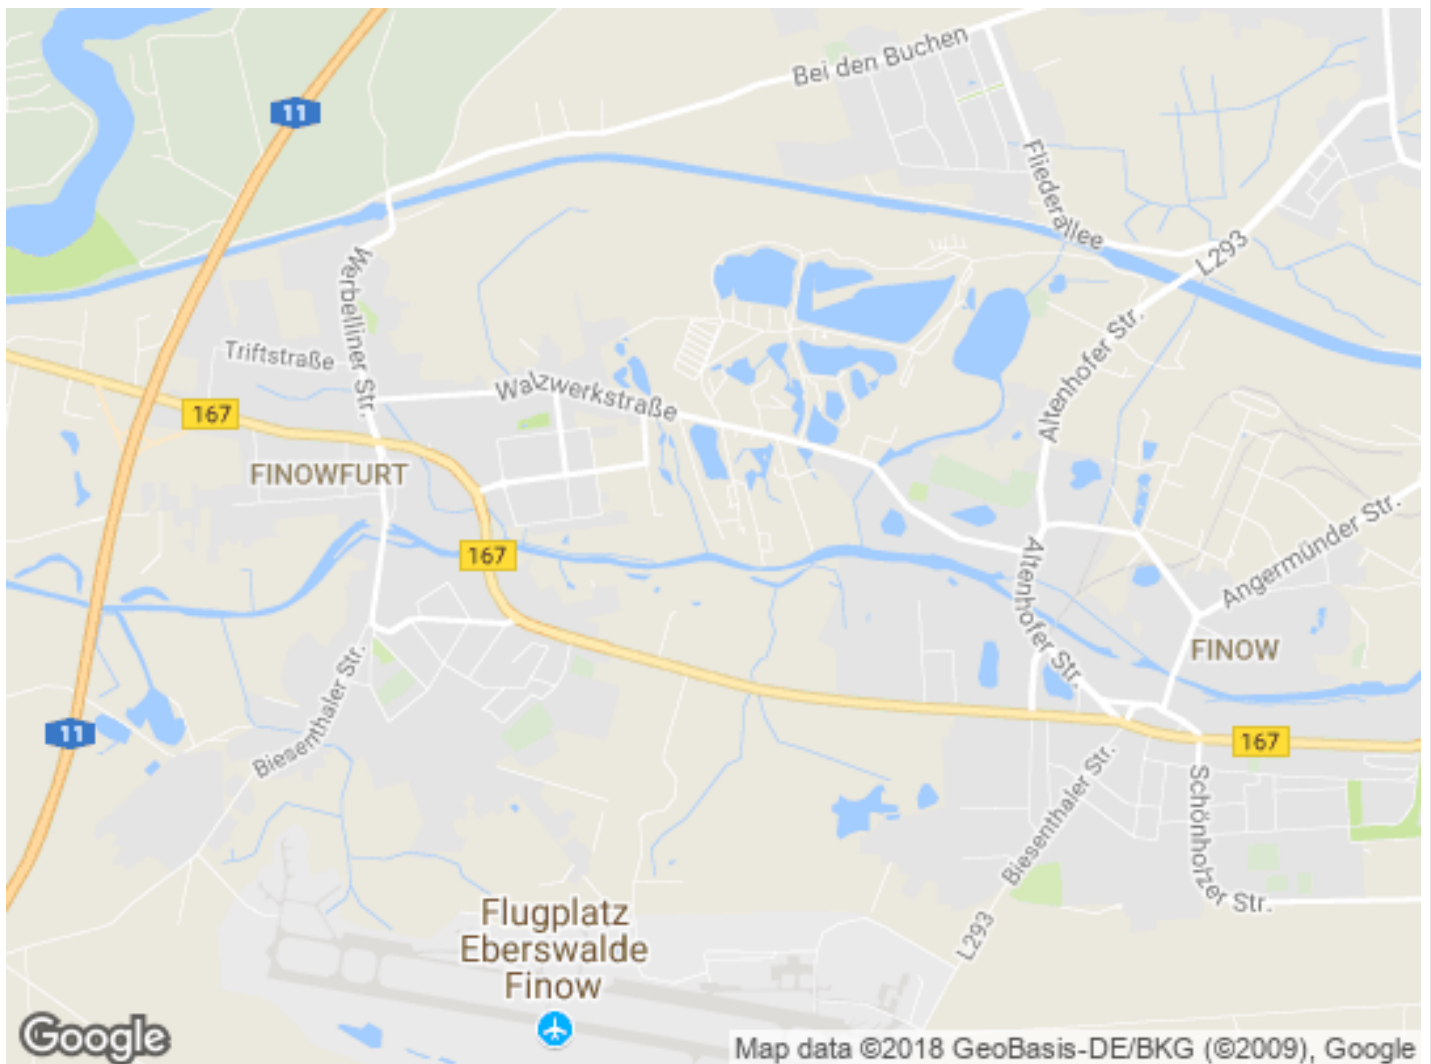 Bei den Buchen
11
Fliederallee
L293
Werbelliner Str.
Triftstraße
Altenhofer Str.
Walzwerkstraße
167
FINOWFURT
Angermünder Str.
167
Altenhofer Str.
FINOW
Biesenthaler Str.
11
167
Biesenthaler Str.
Schönholzer Str.
Flugplatz
Eberswalde
Finow
L293
Google
Map data ©2018 GeoBasis-DE/BKG (©2009), Google